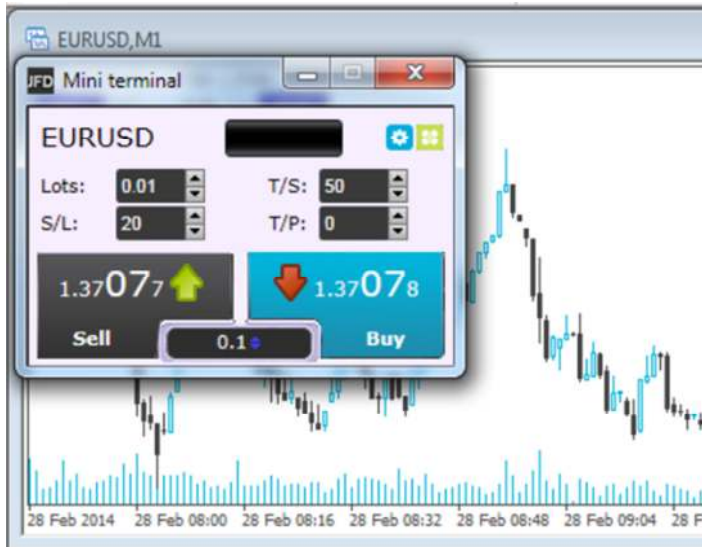 EURUSD,M1
JFD Mini terminal
EURUSD
Lots: 0.01 T/S: 50
S/L: 20 T/P: 0
1.37077 1.37078
Sell 0.1 Buy
28 Feb 2014 28 Feb 08:00 28 Feb 08:16 28 Feb 08:32 28 Feb 08:48 28 Feb 09:04 28 F